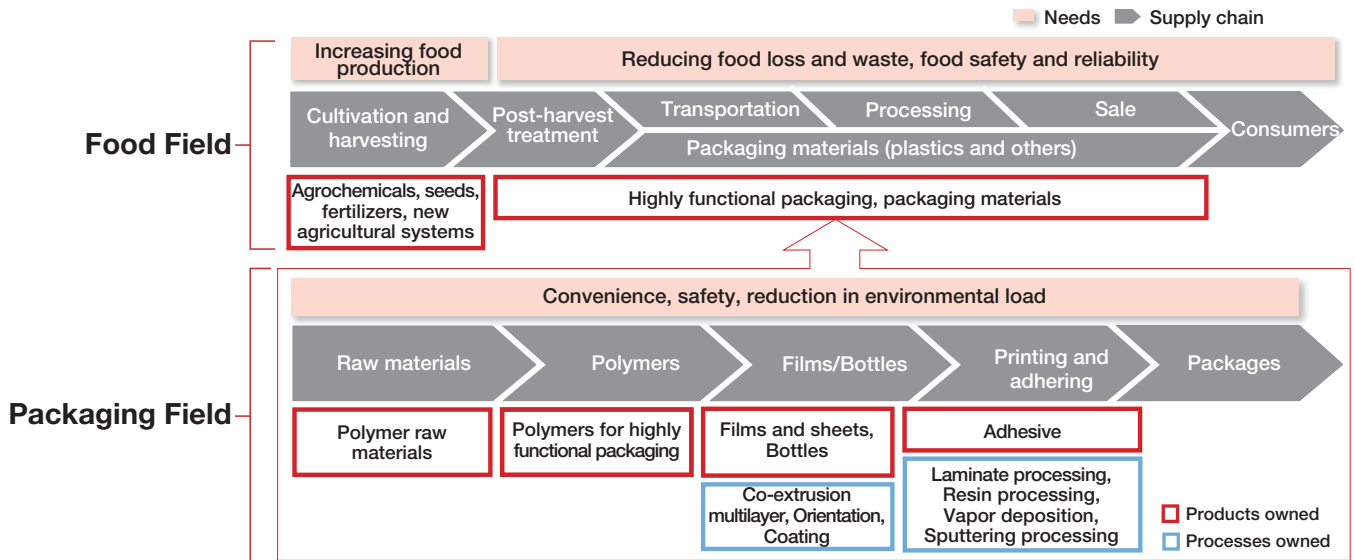 Needs
Supply chain
Food Field
Increasing food
production
Reducing food loss and waste, food safety and reliability
Cultivation and
harvesting
Post-harvest
treatment
Transportation
Processing
Sale
Packaging materials (plastics and others)
Consumers
Agrochemicals, seeds,
fertilizers, new
agricultural systems
Highly functional packaging, packaging materials
Packaging Field
Convenience, safety, reduction in environmental load
Raw materials
Polymers
Films/Bottles
Printing and
adhering
Packages
Polymer raw
materials
Polymers for highly
functional packaging
Films and sheets,
Bottles
Adhesive
Co-extrusion
multilayer, Orientation,
Coating
Laminate processing,
Resin processing,
Vapor deposition,
Sputtering processing
Products owned
Processes owned